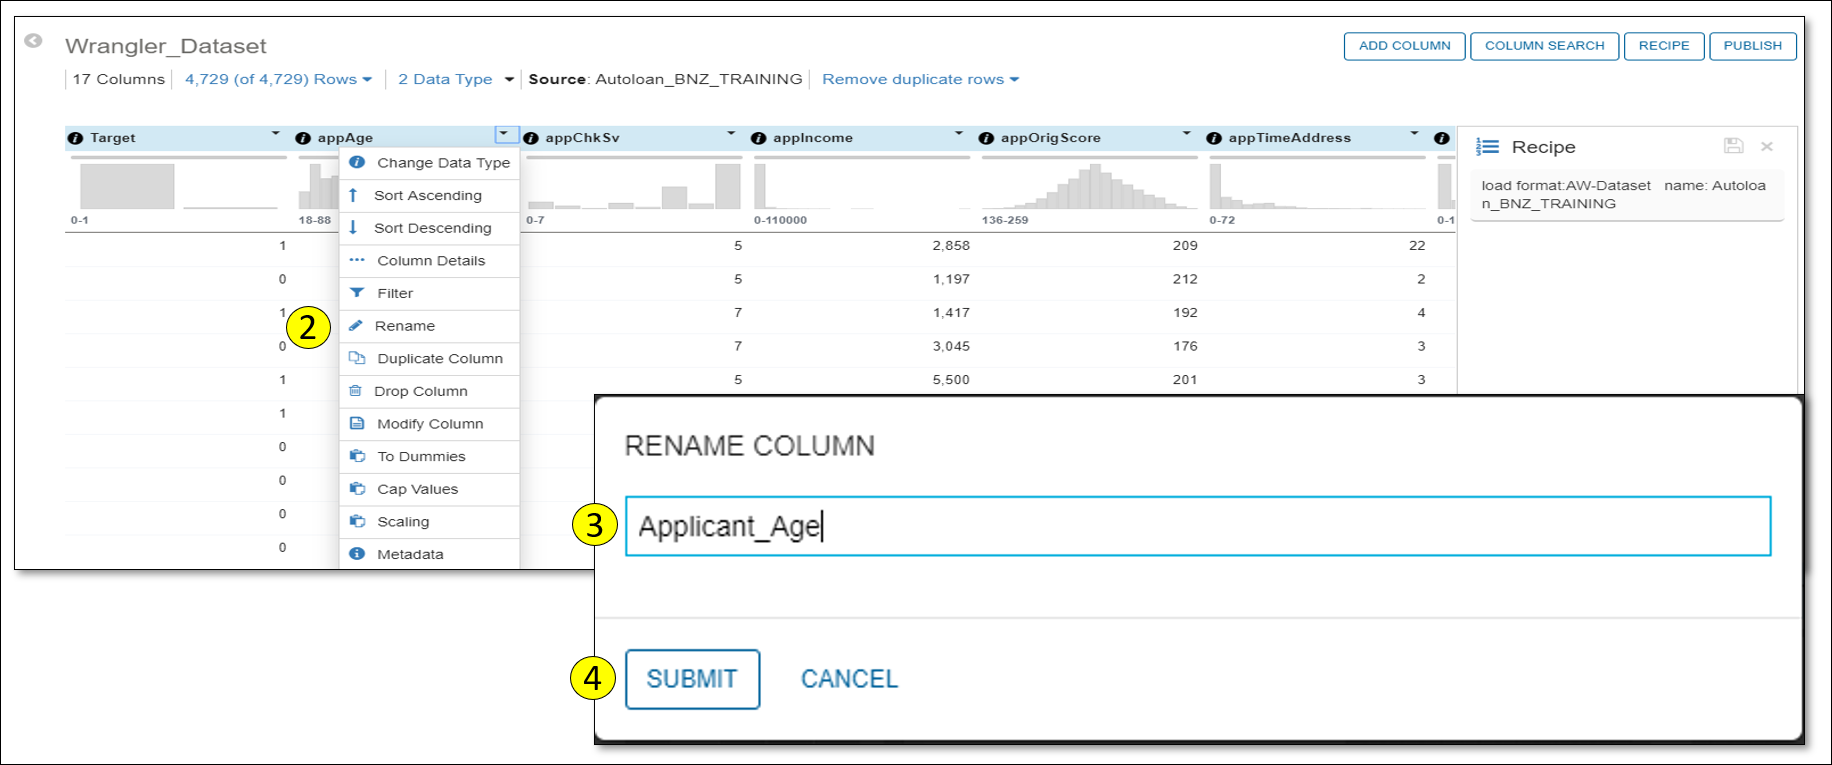 Wrangler_Dataset
ADD COLUMN COLUMN SEARCH RECIPE PUBLISH
17 Columns 4,729 (of 4,729) Rows 2 Data Type Source: Autoloan_BNZ_TRAINING Remove duplicate rows
Target appAge appChkSv appIncome appOrigScore appTimeAddress
0-1 18-88 0-7 0-110000 136-259 0-72 0-1
1 5 2,858 209 22
0 5 1,197 212 2
1 7 1,417 192 4
0 7 3,045 176 3
1 5 5,500 201 3
1
0
0
0
0
Change Data Type
Sort Ascending
Sort Descending
Column Details
Filter
2 Rename
Duplicate Column
Drop Column
Modify Column
To Dummies
Cap Values
Scaling
Metadata
Recipe
load format:AW-Dataset name: Autoloa
n_BNZ_TRAINING
RENAME COLUMN
3 Applicant_Age
4 SUBMIT CANCEL